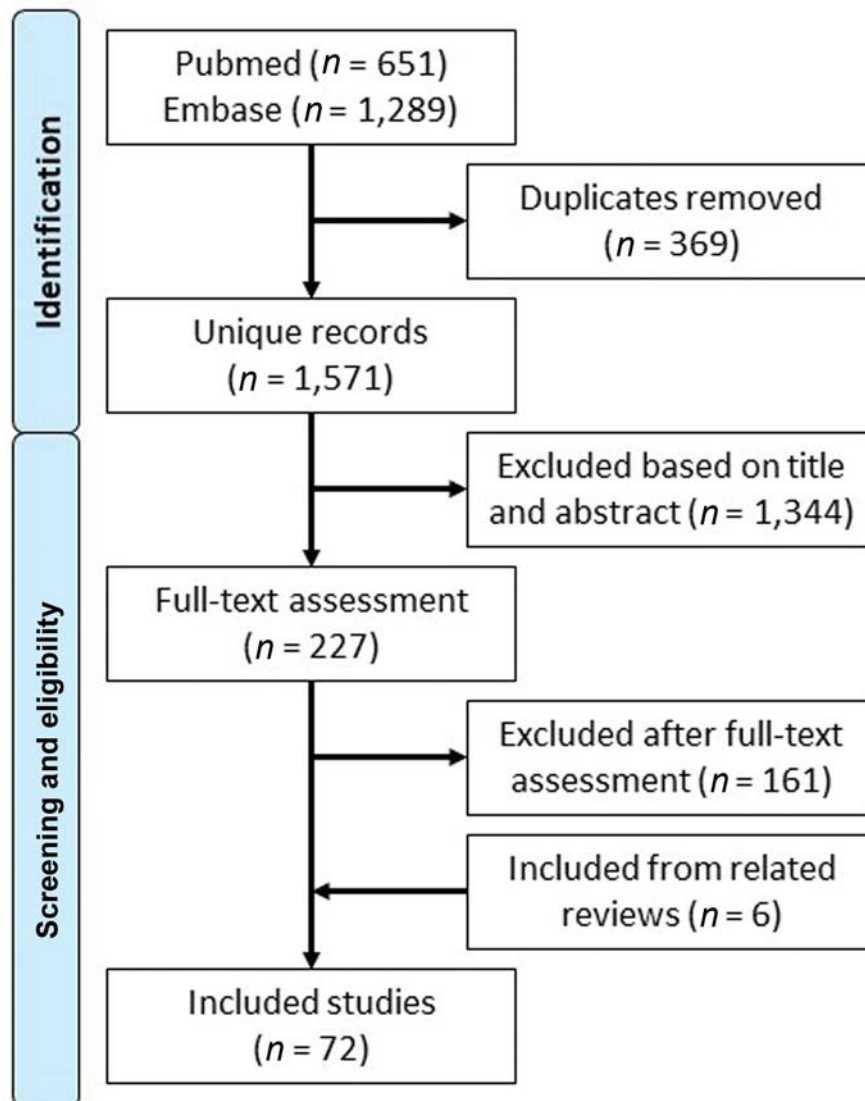 Identification
Pubmed (n = 651)
Embase (n = 1,289)
Duplicates removed
(n = 369)
Unique records
(n = 1,571)
Screening and eligibility
Excluded based on title
and abstract (n = 1,344)
Full-text assessment
(n = 227)
Excluded after full-text
assessment (n = 161)
Included from related
reviews (n = 6)
Included studies
(n = 72)